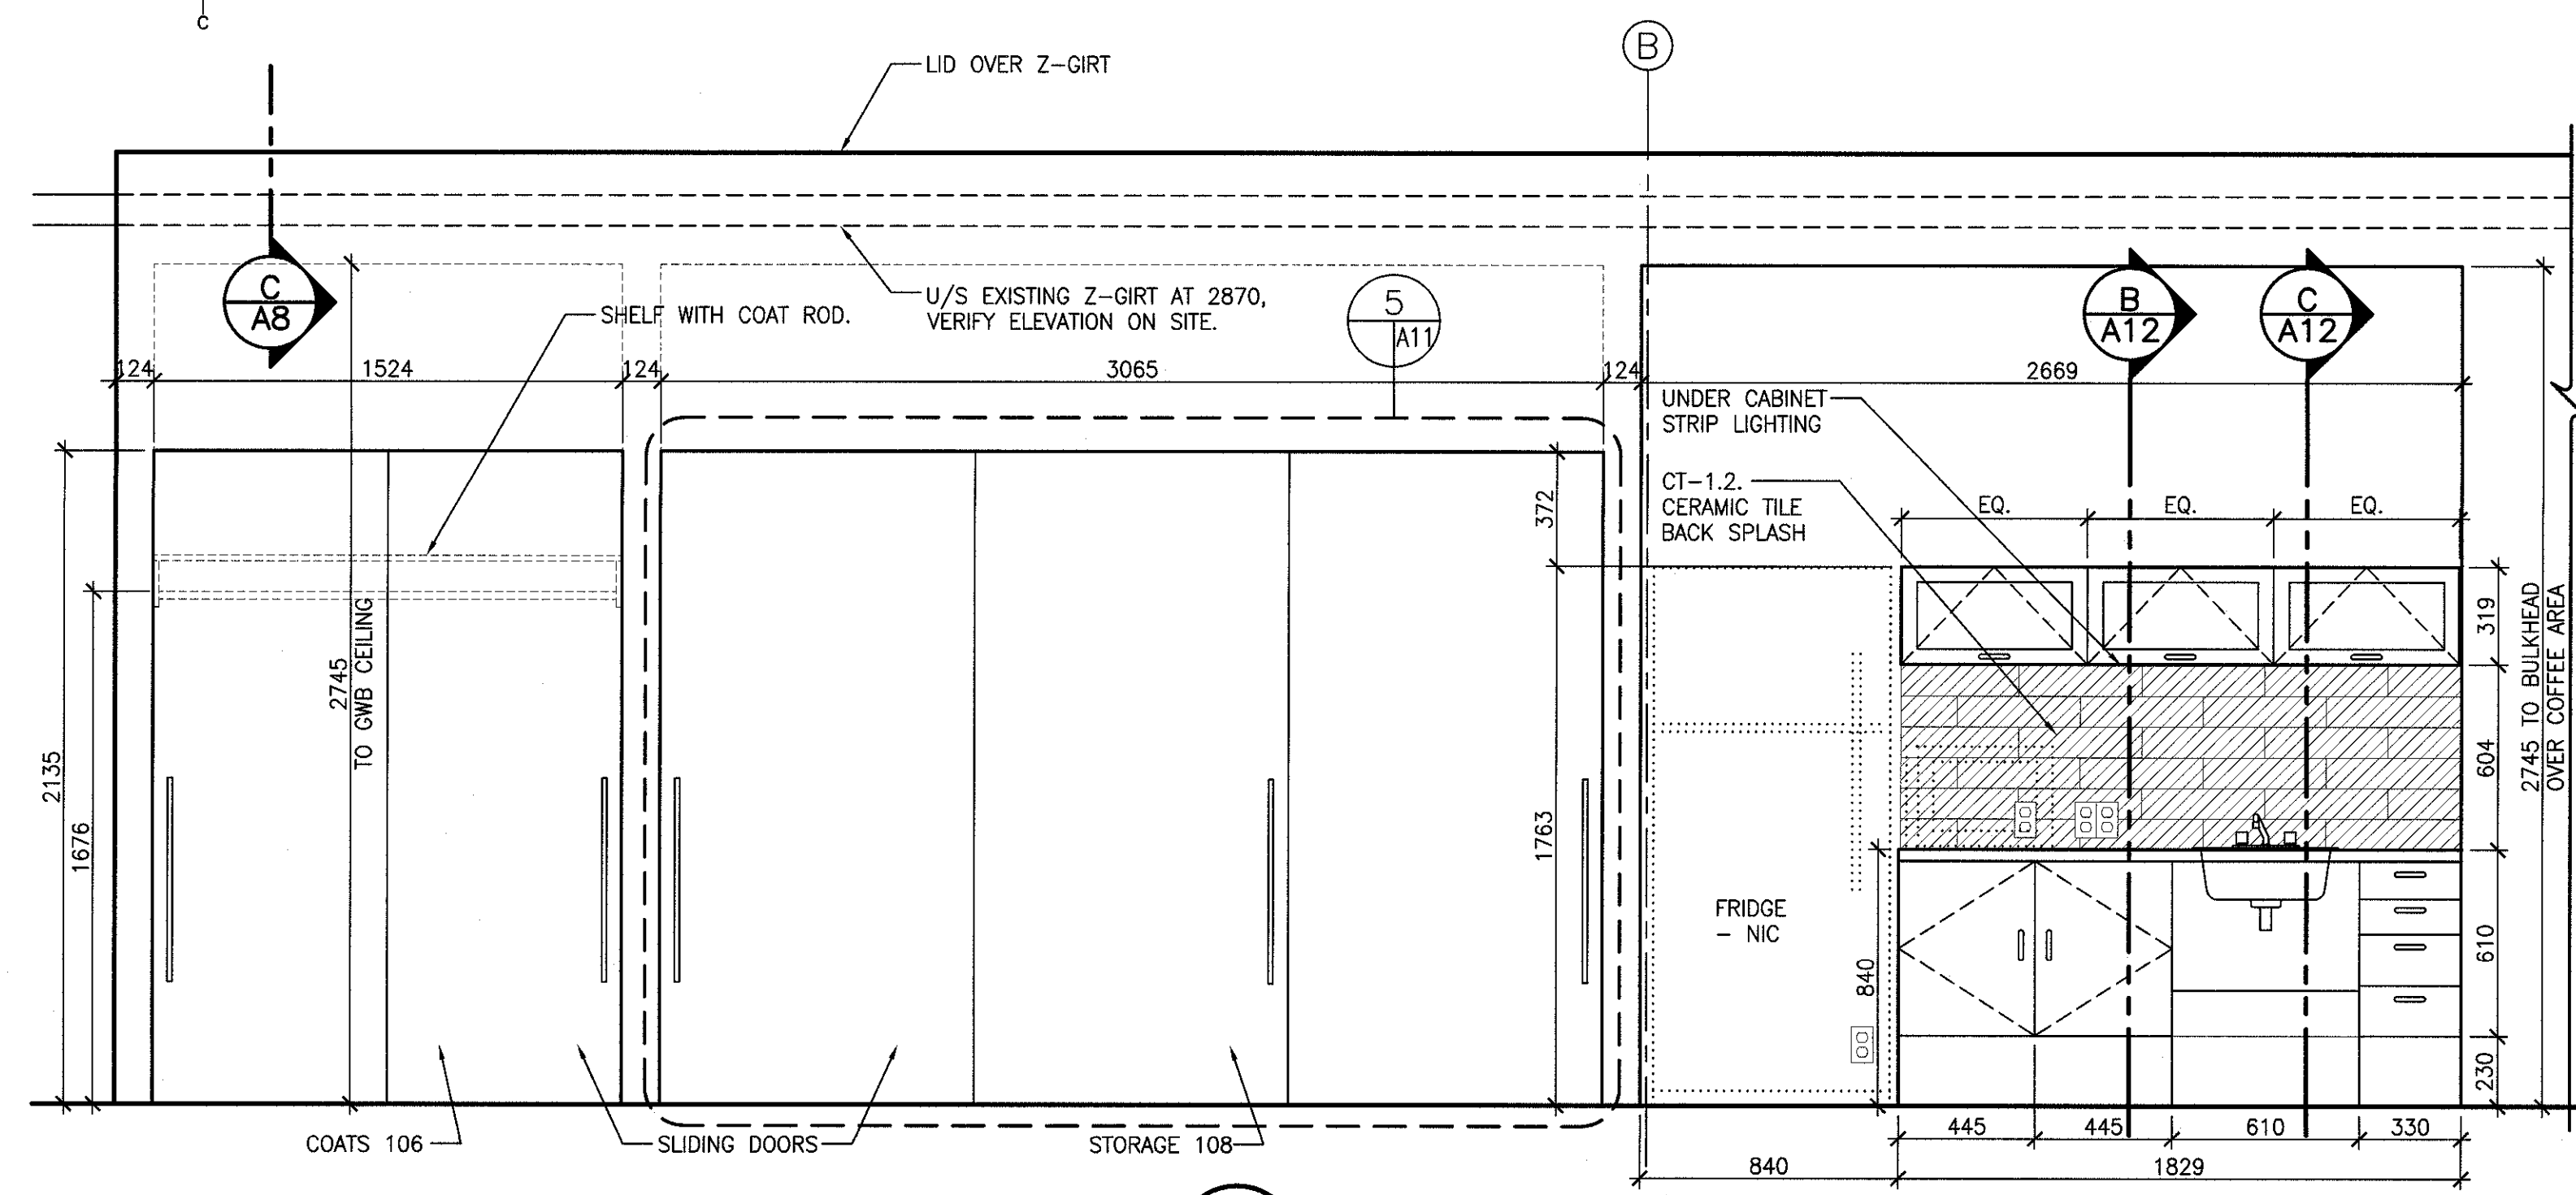 C
B
LID OVER Z-GIRT
C
A8
SHELF WITH COAT ROD.
U/S EXISTING Z-GIRT AT 2870,
VERIFY ELEVATION ON SITE.
5
A11
B
A12
C
A12
124
1524
124
3065
124
2669
UNDER CABINET
STRIP LIGHTING
CT-1.2.
CERAMIC TILE
BACK SPLASH
EQ.
EQ.
EQ.
372
319
2745
TO GWB CEILING
2135
1676
1763
604
2745 TO BULKHEAD
OVER COFFEE AREA
FRIDGE
- NIC
840
610
230
COATS 106
SLIDING DOORS
STORAGE 108
445
445
610
330
840
1829